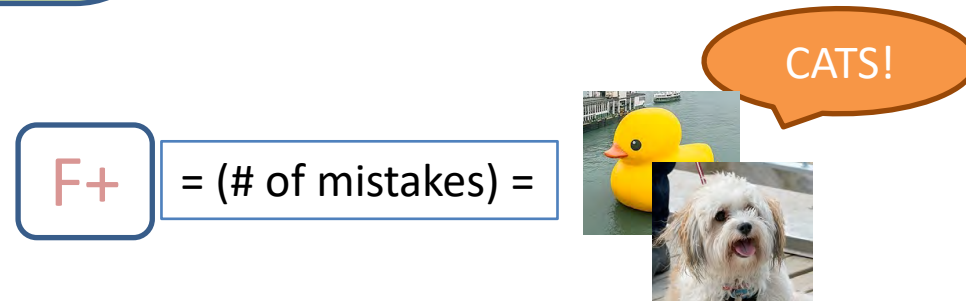 CATS!
F+ = (# of mistakes) =